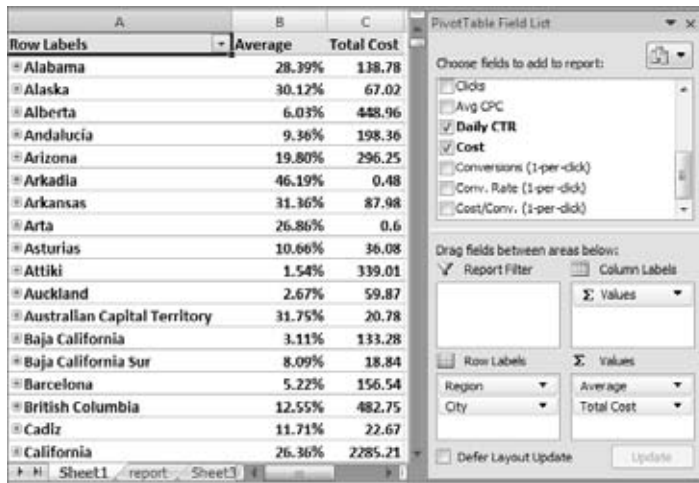 A B C
Row Labels Average Total Cost
Alabama 28.39% 138.78
Alaska 30.12% 67.02
Alberta 6.03% 448.96
Andalucia 9.36% 198.36
Arizona 19.80% 296.25
Arkadia 46.19% 0.48
Arkansas 31.36% 87.98
Arta 26.86% 0.6
Asturias 10.66% 36.08
Attiki 1.54% 339.01
Auckland 2.67% 59.87
Australian Capital Territory 31.75% 20.78
Baja California 3.11% 133.28
Baja California Sur 8.09% 18.84
Barcelona 5.22% 156.54
British Columbia 12.55% 482.75
Cadiz 11.71% 22.67
California 26.36% 2285.21
Sheet1 report Sheet3
PivotTable Field List
Choose fields to add to report:
Clicks
Avg CPC
Daily CTR
Cost
Conversions (1-per-click)
Conv. Rate (1-per-click)
Cost/Conv. (1-per-click)
Drag fields between areas below:
Report Filter Column Labels
Σ Values
Row Labels Σ Values
Region Average
City Total Cost
Defer Layout Update Update